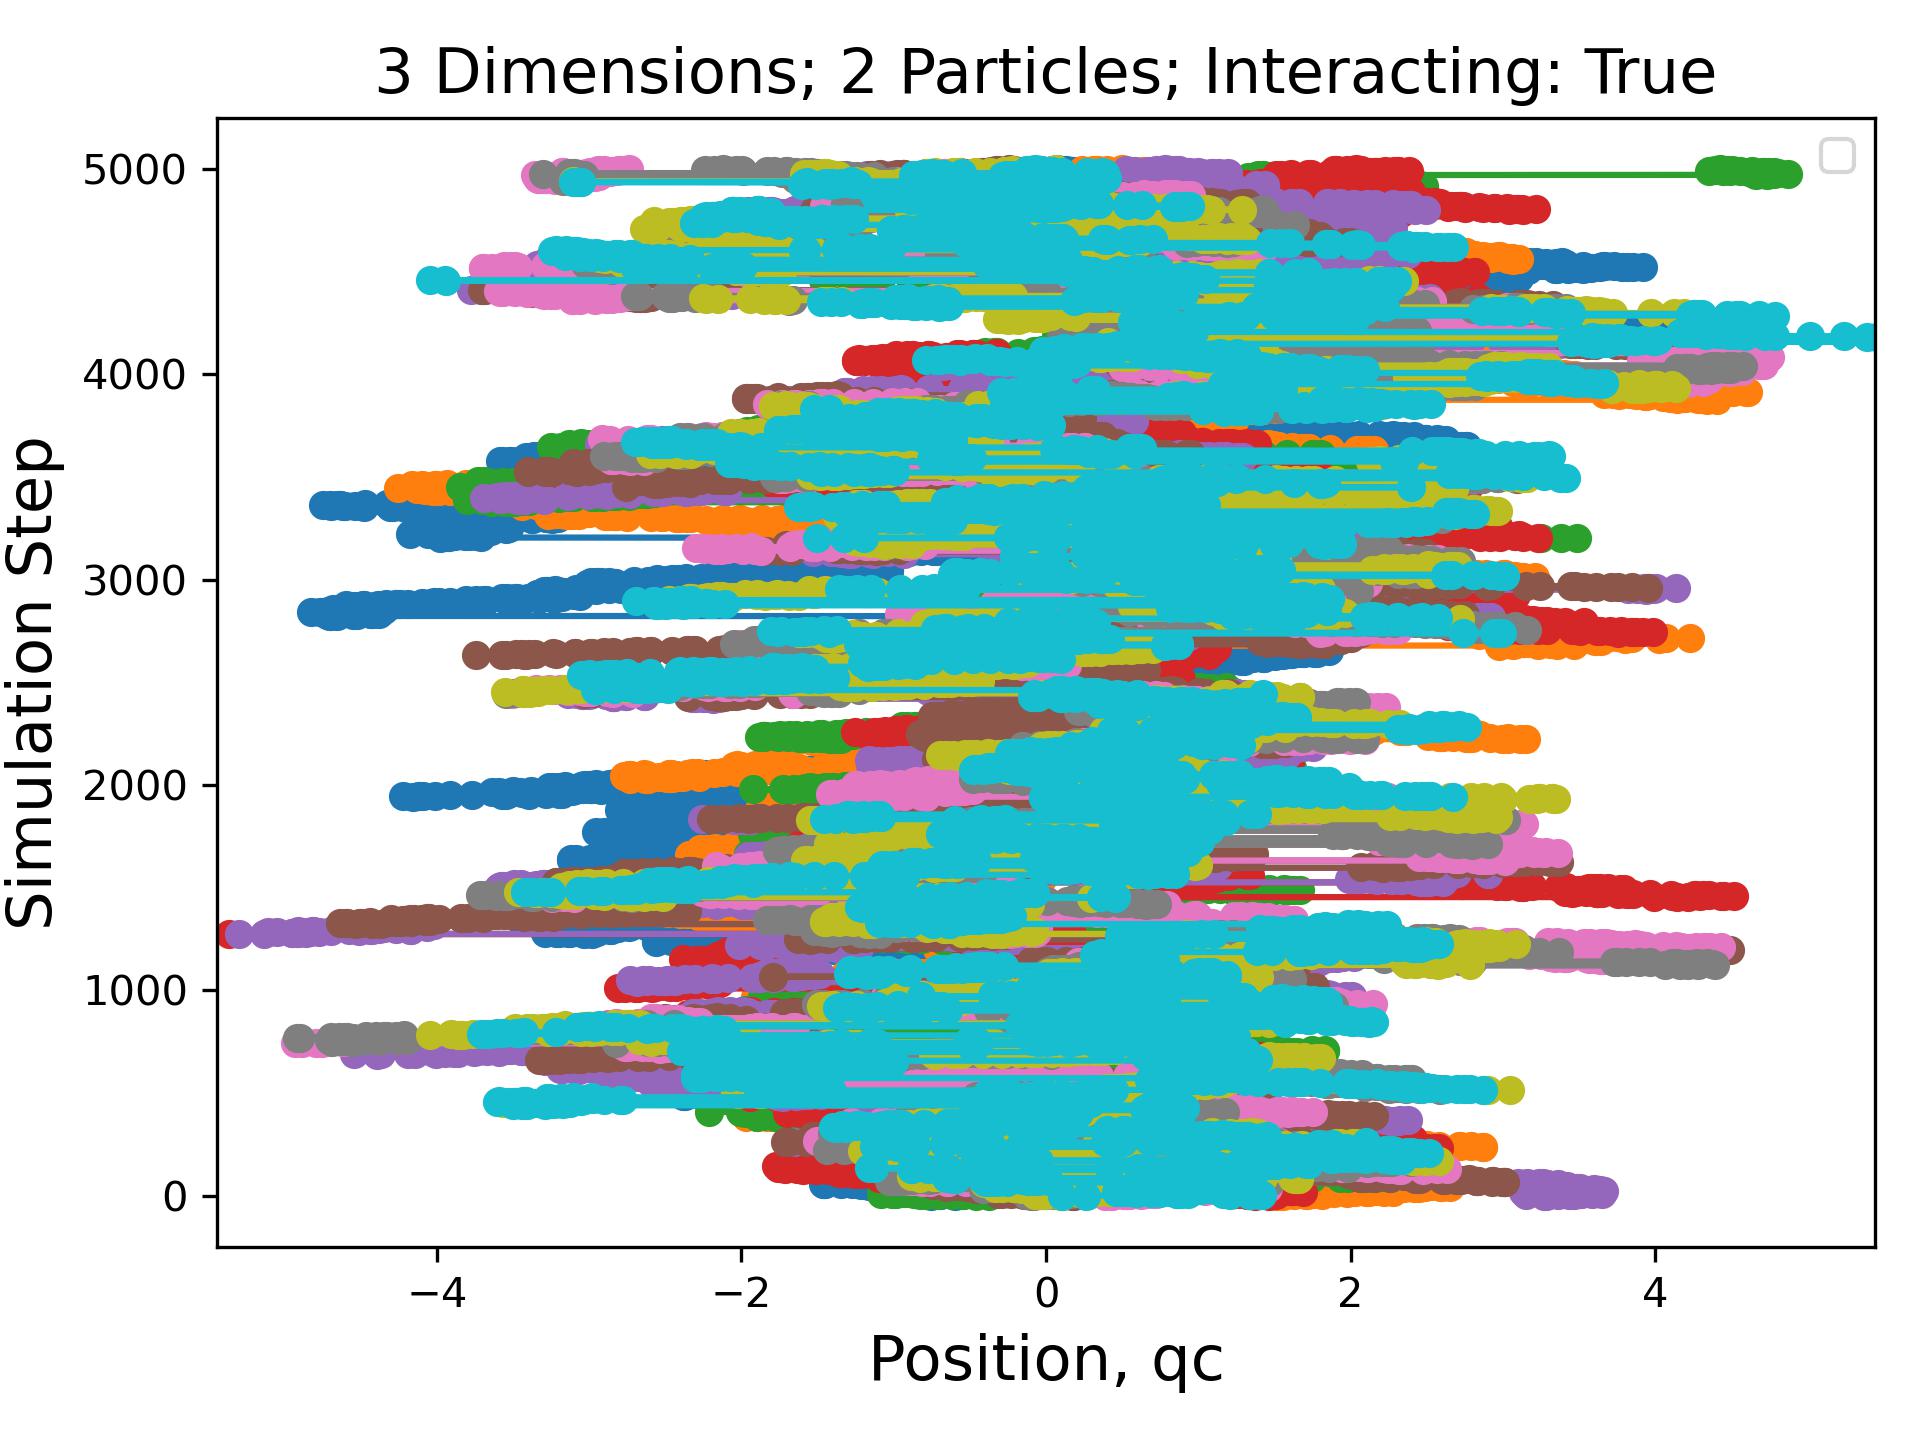 3 Dimensions; 2 Particles; Interacting: True
Simulation Step
5000
4000
3000
2000
1000
0
−4 −2 0 2 4
Position, qc